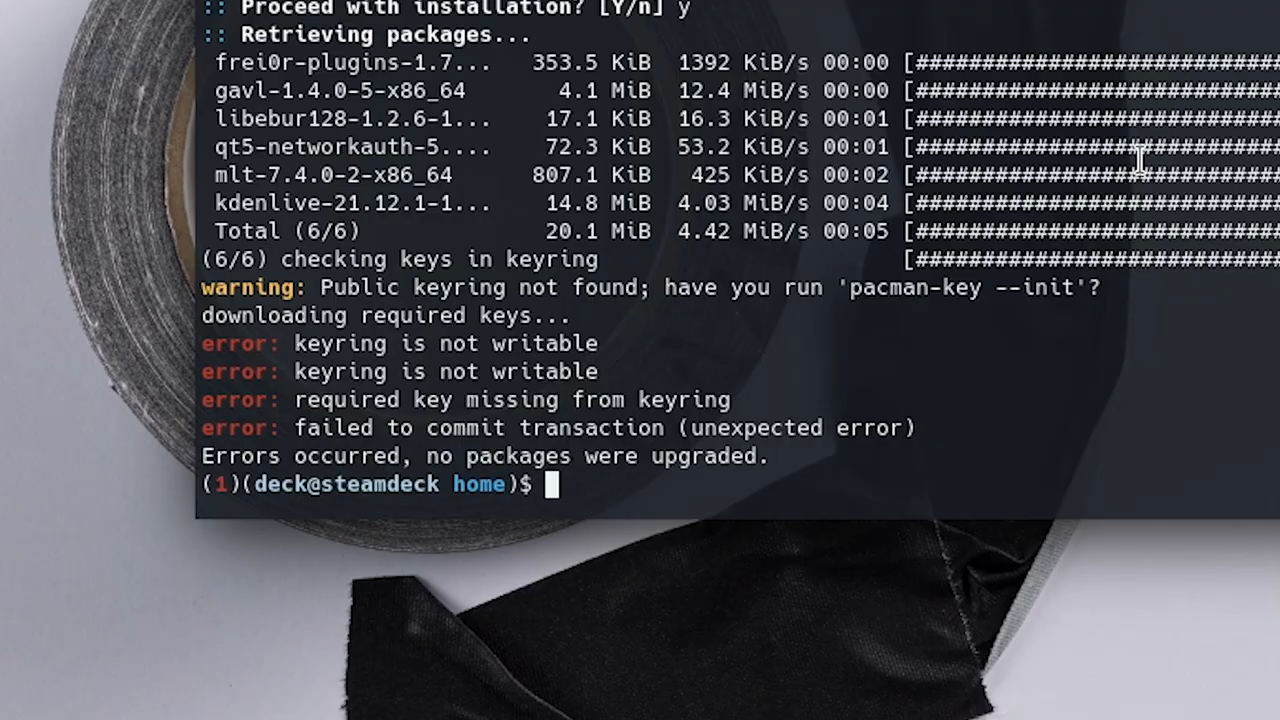 :: Proceed with installation? [Y/n] y
:: Retrieving packages...
frei0r-plugins-1.7... 353.5 KiB 1392 KiB/s 00:00 [############################
gavl-1.4.0-5-x86_64 4.1 MiB 12.4 MiB/s 00:00 [############################
libebur128-1.2.6-1... 17.1 KiB 16.3 KiB/s 00:01 [############################
qt5-networkauth-5.... 72.3 KiB 53.2 KiB/s 00:01 [############################
mlt-7.4.0-2-x86_64 807.1 KiB 425 KiB/s 00:02 [############################
kdenlive-21.12.1-1... 14.8 MiB 4.03 MiB/s 00:04 [############################
Total (6/6) 20.1 MiB 4.42 MiB/s 00:05 [############################
(6/6) checking keys in keyring [############################
warning: Public keyring not found; have you run 'pacman-key --init'?
downloading required keys...
error: keyring is not writable
error: keyring is not writable
error: required key missing from keyring
error: failed to commit transaction (unexpected error)
Errors occurred, no packages were upgraded.
(1)(deck@steamdeck home)$